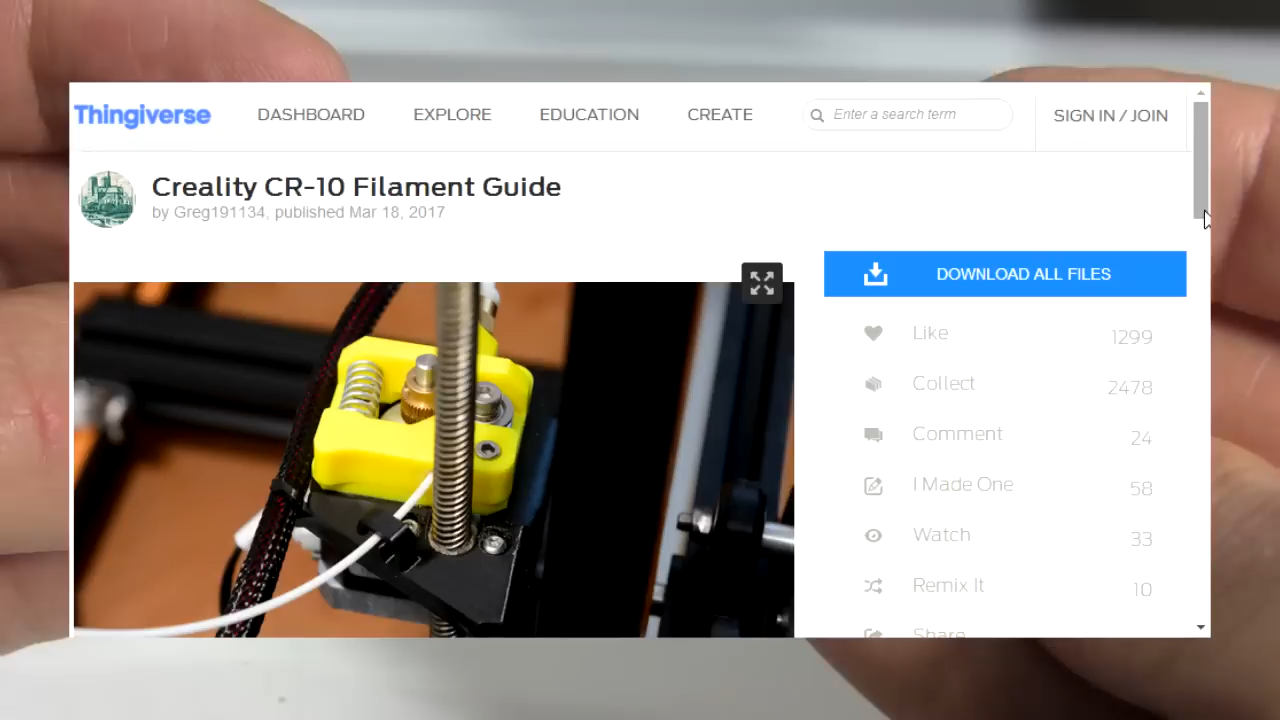 Thingiverse
DASHBOARD
EXPLORE
EDUCATION
CREATE
Enter a search term
SIGN IN / JOIN
Creality CR-10 Filament Guide
by Greg191134, published Mar 18, 2017
DOWNLOAD ALL FILES
Like 1299
Collect 2478
Comment 24
I Made One 58
Watch 33
Remix It 10
Share